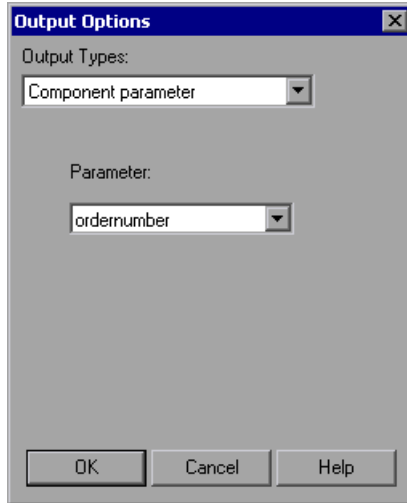 Output Options
Output Types:
Component parameter
Parameter:
ordernumber
OK Cancel Help